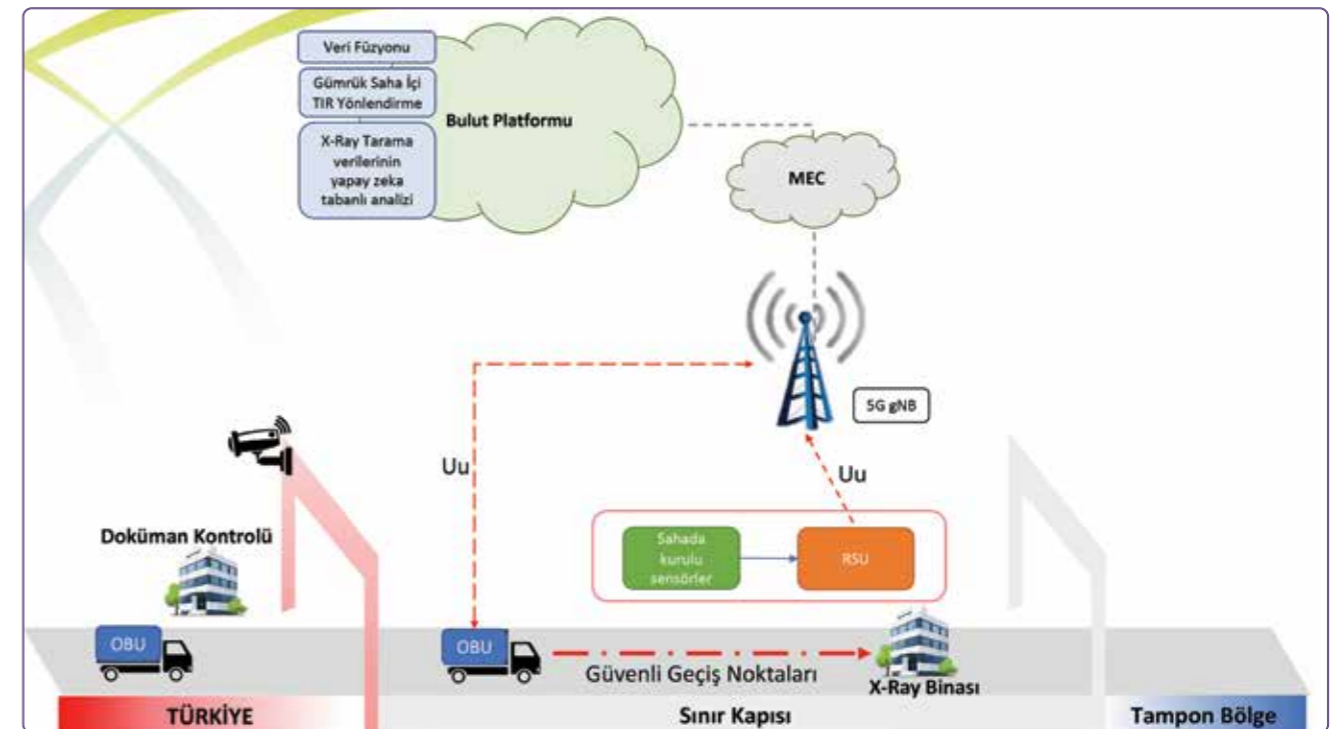 Veri Füzyonu
Gümrük Saha İçi
TIR Yönlendirme
X-Ray Tarama
verilerinin
yapay zeka
tabanlı analizi
Bulut Platformu
MEC
5G gNB
Uu
Uu
Doküman Kontrolü
Sahada
kurulu
sensörler
RSU
OBU
OBU
Güvenli Geçiş Noktaları
X-Ray Binası
TÜRKİYE
Sınır Kapısı
Tampon Bölge